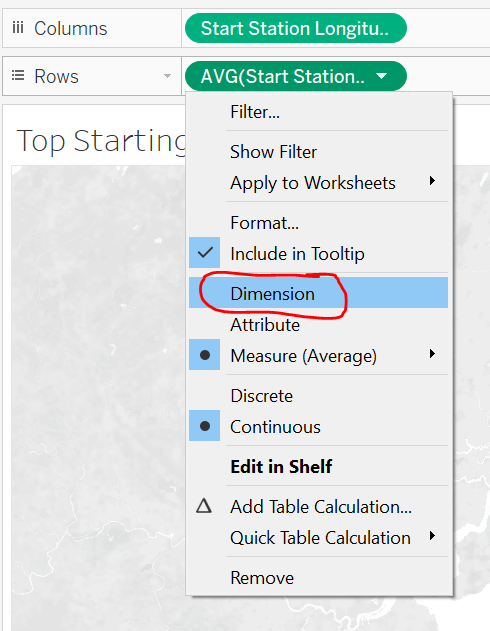 Columns
Start Station Longitu..
Rows
AVG(Start Station..
Top Starting
Filter...
Show Filter
Apply to Worksheets
Format...
Include in Tooltip
Dimension
Attribute
Measure (Average)
Discrete
Continuous
Edit in Shelf
Add Table Calculation...
Quick Table Calculation
Remove